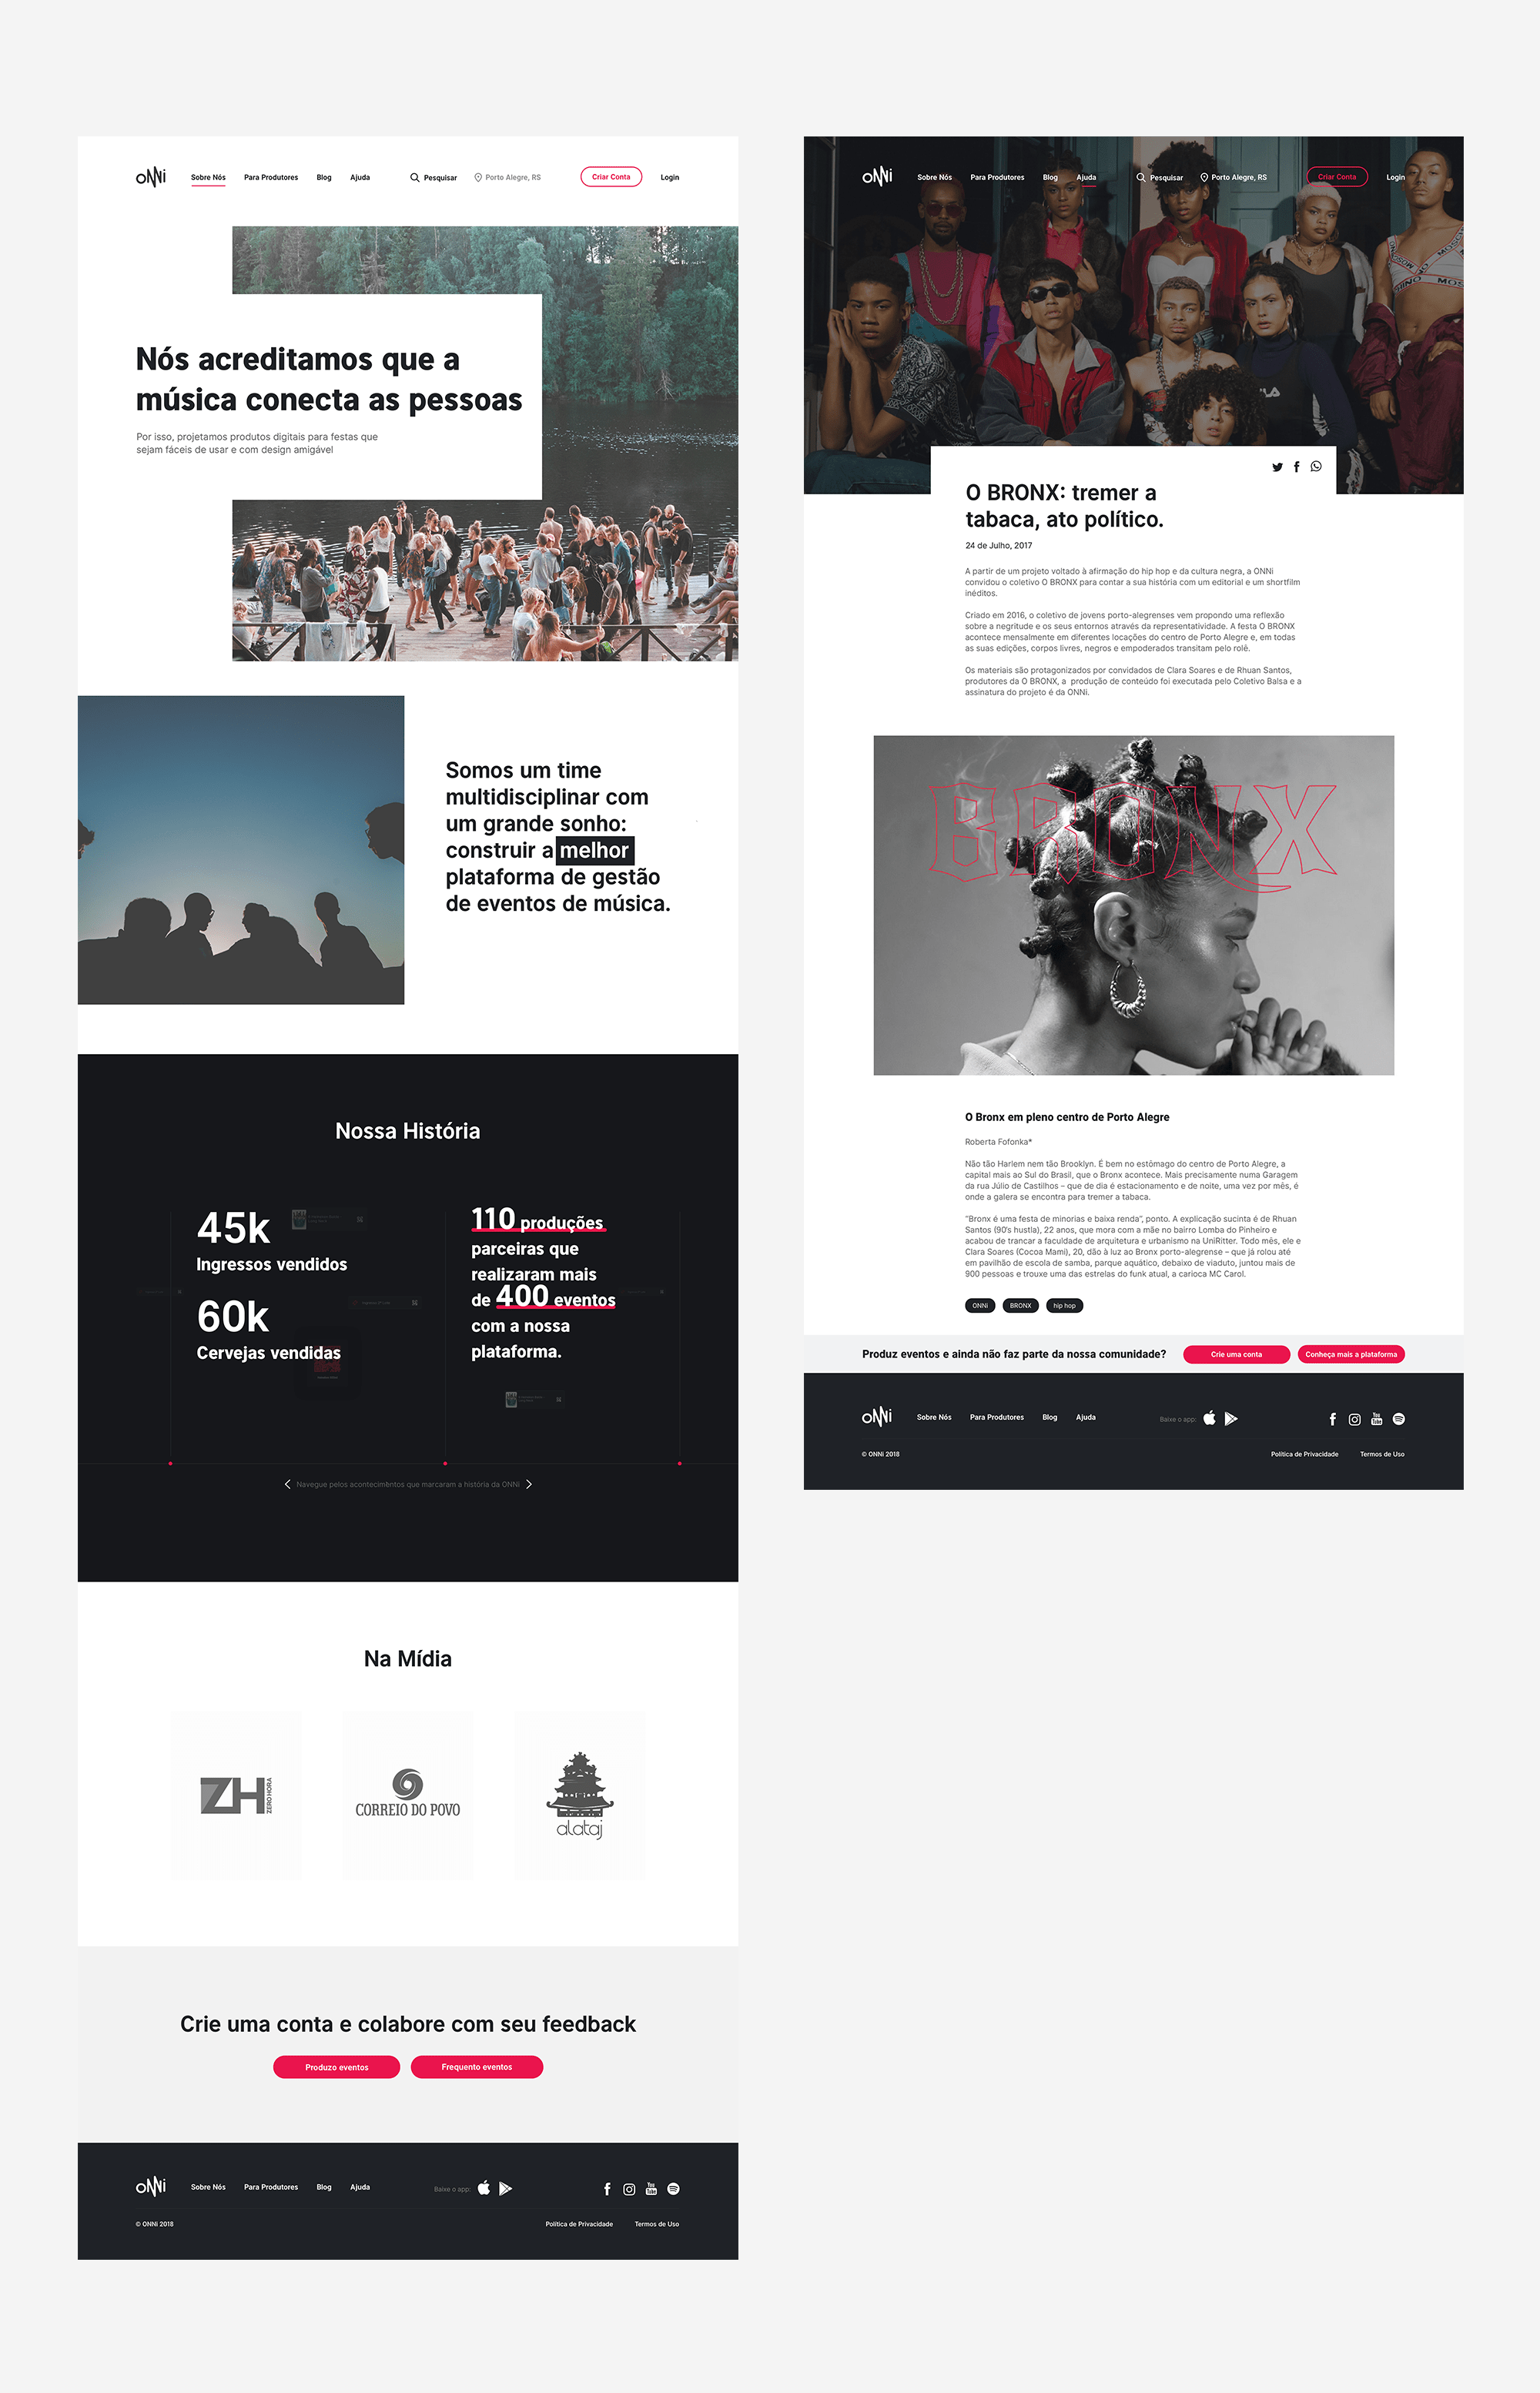 oNNi
Sobre Nós
Para Produtores
Blog
Ajuda
Pesquisar
Porto Alegre, RS
Criar Conta
Login
Nós acreditamos que a
música conecta as pessoas
Por isso, projetamos produtos digitais para festas que
sejam fáceis de usar e com design amigável
Somos um time
multidisciplinar com
um grande sonho:
construir a melhor
plataforma de gestão
de eventos de música.
Nossa História
45k
Ingressos vendidos
60k
Cervejas vendidas
110 produções
parceiras que
realizaram mais
de 400 eventos
com a nossa
plataforma.
Navegue pelos acontecimentos que marcaram a história da ONNi
Na Mídia
ZH
ZERO HORA
CORREIO DO POVO
alataj
Crie uma conta e colabore com seu feedback
Produzo eventos
Frequento eventos
oNNi
Sobre Nós
Para Produtores
Blog
Ajuda
Baixe o app:
You
Tube
© ONNi 2018
Política de Privacidade
Termos de Uso
oNNi
Sobre Nós
Para Produtores
Blog
Ajuda
Pesquisar
Porto Alegre, RS
Criar Conta
Login
O BRONX: tremer a
tabaca, ato político.
24 de Julho, 2017
A partir de um projeto voltado à afirmação do hip hop e da cultura negra, a ONNi
convidou o coletivo O BRONX para contar a sua história com um editorial e um shortfilm
inéditos.
Criado em 2016, o coletivo de jovens porto-alegrenses vem propondo uma reflexão
sobre a negritude e os seus entornos através da representatividade. A festa O BRONX
acontece mensalmente em diferentes locações do centro de Porto Alegre e, em todas
as suas edições, corpos livres, negros e empoderados transitam pelo rolê.
Os materiais são protagonizados por convidados de Clara Soares e de Rhuan Santos,
produtores da O BRONX, a produção de conteúdo foi executada pelo Coletivo Balsa e a
assinatura do projeto é da ONNi.
BRONX
O Bronx em pleno centro de Porto Alegre
Roberta Fofonka*
Não tão Harlem nem tão Brooklyn. É bem no estômago do centro de Porto Alegre, a
capital mais ao Sul do Brasil, que o Bronx acontece. Mais precisamente numa Garagem
da rua Júlio de Castilhos – que de dia é estacionamento e de noite, uma vez por mês, é
onde a galera se encontra para tremer a tabaca.
“Bronx é uma festa de minorias e baixa renda”, ponto. A explicação sucinta é de Rhuan
Santos (90's hustla), 22 anos, que mora com a mãe no bairro Lomba do Pinheiro e
acabou de trancar a faculdade de arquitetura e urbanismo na UniRitter. Todo mês, ele e
Clara Soares (Cocoa Mami), 20, dão à luz ao Bronx porto-alegrense – que já rolou até
em pavilhão de escola de samba, parque aquático, debaixo de viaduto, juntou mais de
900 pessoas e trouxe uma das estrelas do funk atual, a carioca MC Carol.
ONNi
BRONX
hip hop
Produz eventos e ainda não faz parte da nossa comunidade?
Crie uma conta
Conheça mais a plataforma
oNNi
Sobre Nós
Para Produtores
Blog
Ajuda
Baixe o app:
You
Tube
© ONNi 2018
Política de Privacidade
Termos de Uso